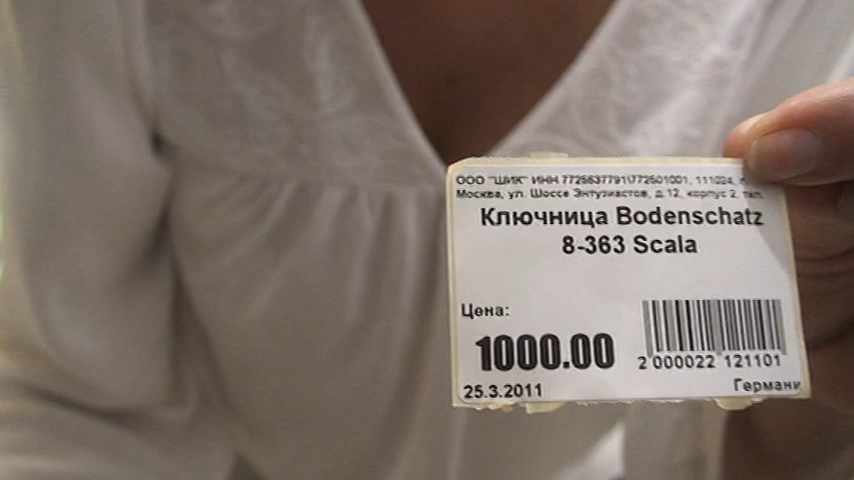 ООО "ШИК" ИНН 7725637791\772501001, 111024, г.
Москва, ул. Шоссе Энтузиастов, д.12, корпус 2, тел.
Ключница Bodenschatz
8-363 Scala
Цена:
1000.00
2 000022 121101
25.3.2011
Германи